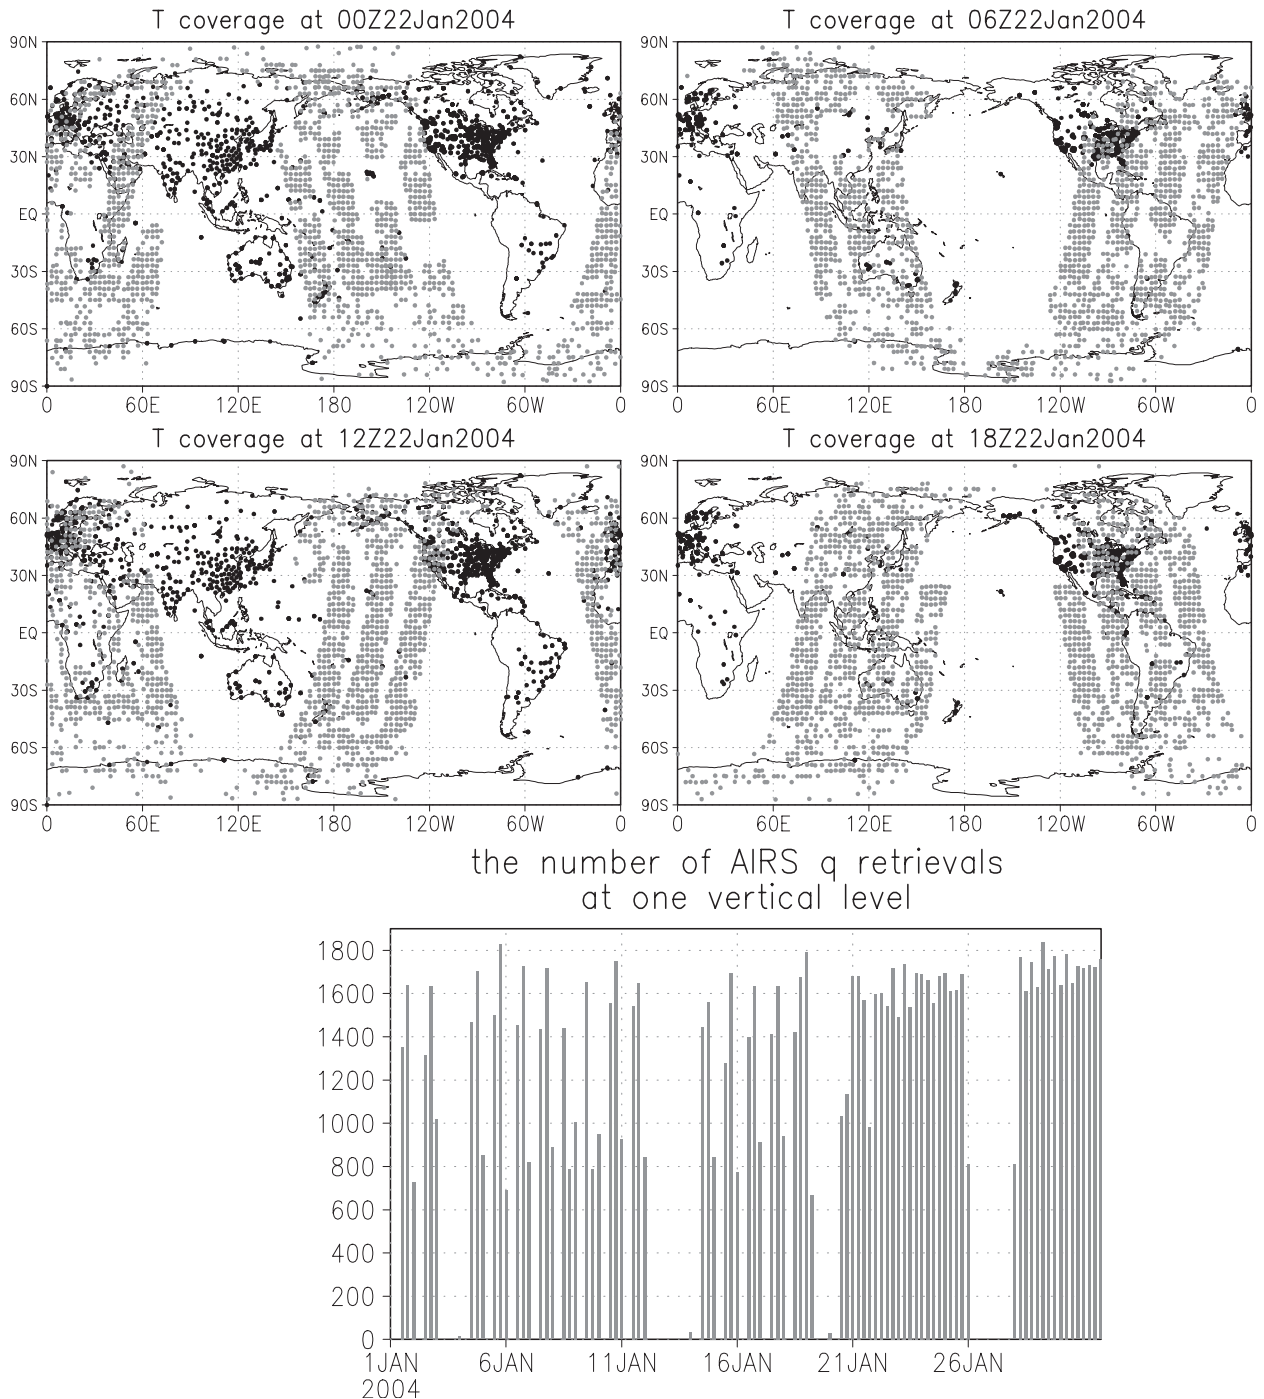 T coverage at 00Z22Jan2004
T coverage at 06Z22Jan2004
90N
60N
30N
EQ
30S
60S
90S
0 60E 120E 180 120W 60W 0
90N
60N
30N
EQ
30S
60S
90S
0 60E 120E 180 120W 60W 0
T coverage at 12Z22Jan2004
T coverage at 18Z22Jan2004
90N
60N
30N
EQ
30S
60S
90S
0 60E 120E 180 120W 60W 0
90N
60N
30N
EQ
30S
60S
90S
0 60E 120E 180 120W 60W 0
the number of AIRS q retrievals
at one vertical level
1800
1600
1400
1200
1000
800
600
400
200
0
1JAN 6JAN 11JAN 16JAN 21JAN 26JAN
2004